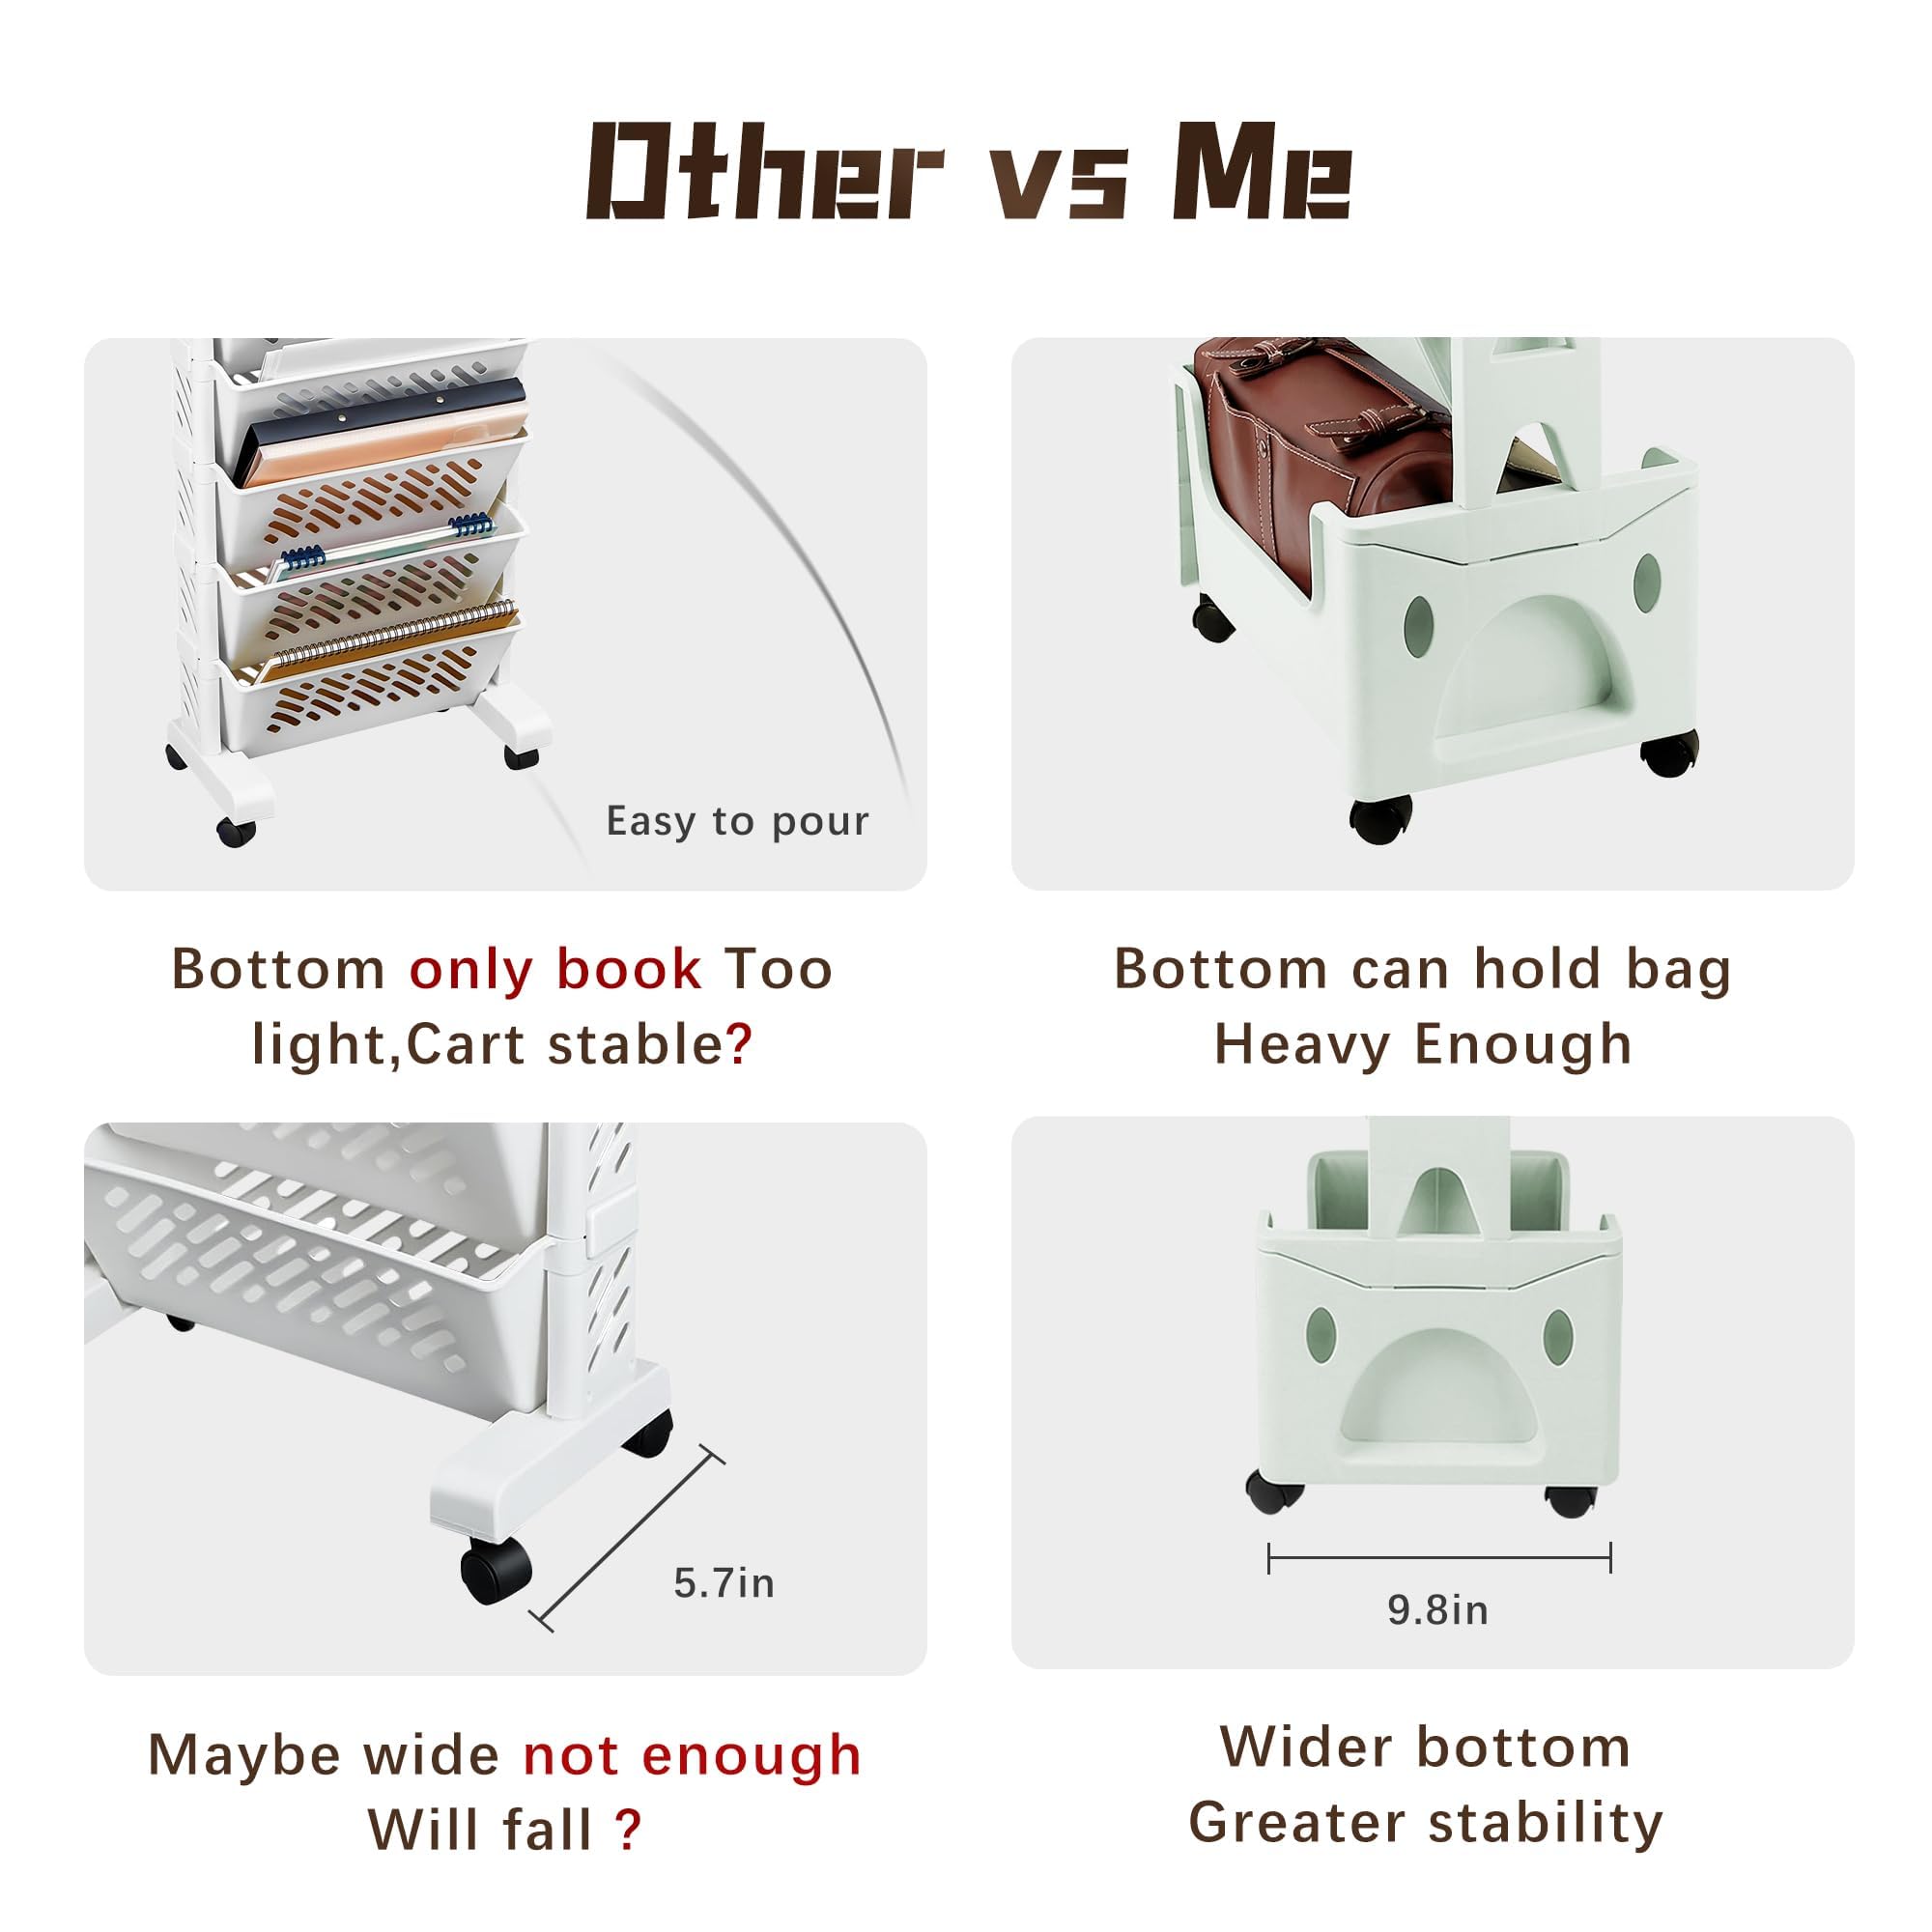 Other vs Me
Easy to pour
Bottom only book Too
light,Cart stable?
Bottom can hold bag
Heavy Enough
5.7in
9.8in
Maybe wide not enough
Will fall ?
Wider bottom
Greater stability